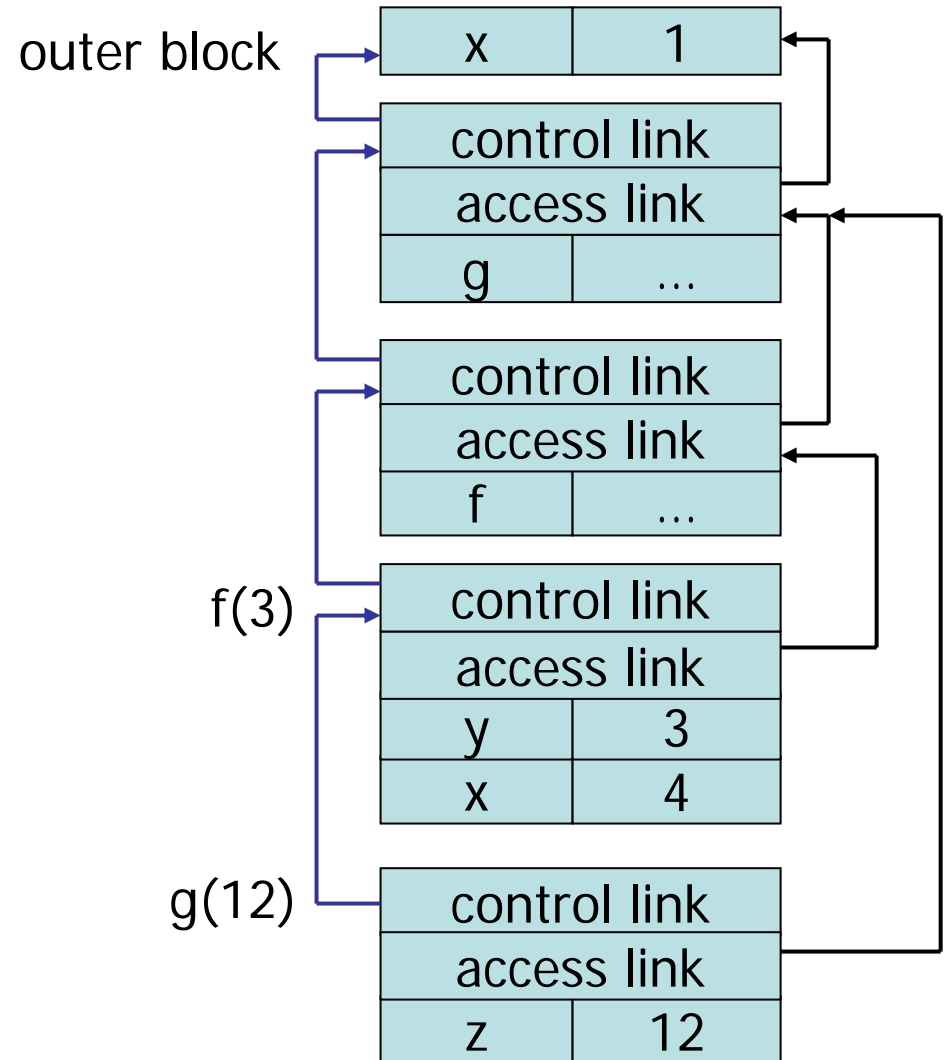 outer block
x 1
control link
access link
g ...
control link
access link
f ...
f(3)
control link
access link
y 3
x 4
g(12)
control link
access link
z 12